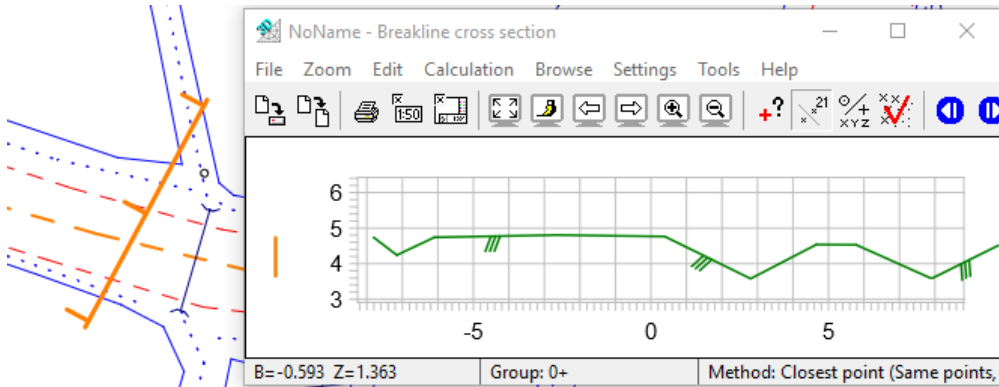 NoName - Breakline cross section
File Zoom Edit Calculation Browse Settings Tools Help
1:50 +? 21 XYZ
6
5
4
3
-5 0 5
B=-0.593 Z=1.363 Group: 0+ Method: Closest point (Same points,